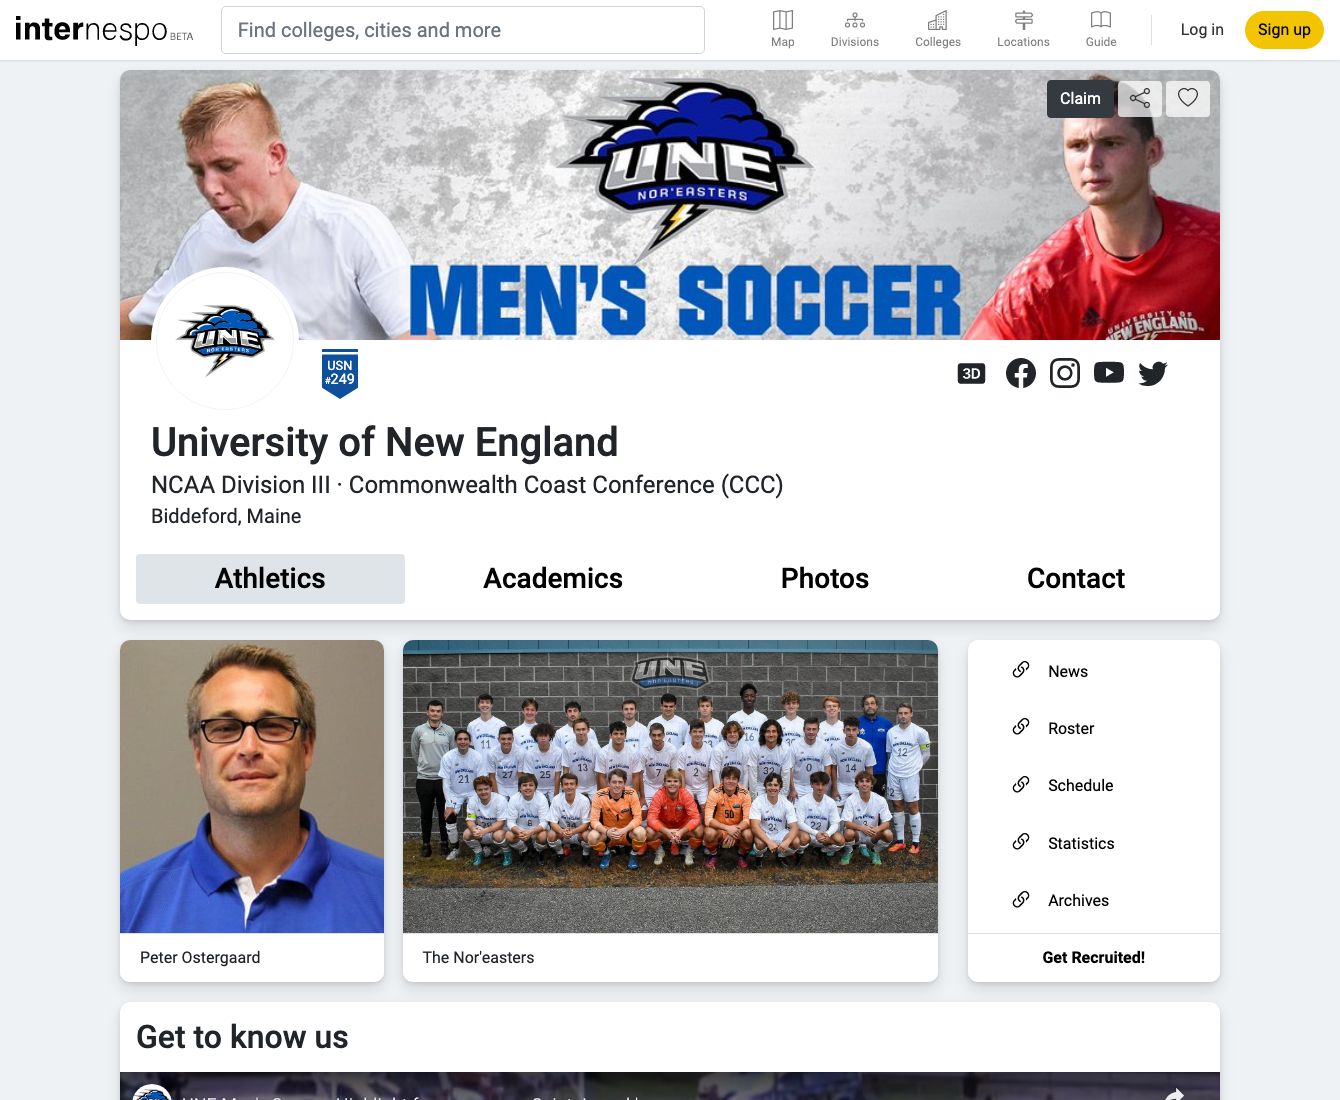 internespo BETA
Find colleges, cities and more
Map
Divisions
Colleges
Locations
Guide
Log in
Sign up
Claim
UNE
NOR'EASTERS
MEN'S SOCCER
UNIVERSITY OF
NEW ENGLAND
UNE
NOR'EASTERS
USN
#249
3D
University of New England
NCAA Division III · Commonwealth Coast Conference (CCC)
Biddeford, Maine
Athletics
Academics
Photos
Contact
UNE
Peter Ostergaard
The Nor'easters
News
Roster
Schedule
Statistics
Archives
Get Recruited!
Get to know us